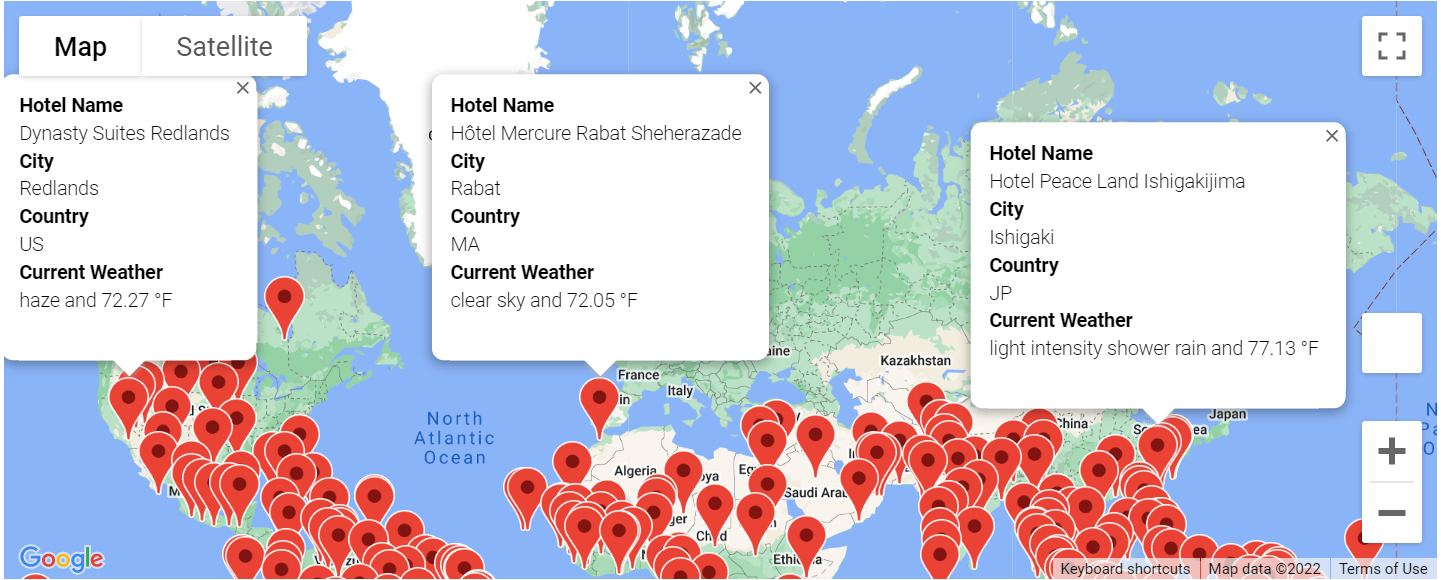 Map
Satellite
Hotel Name
Dynasty Suites Redlands
City
Redlands
Country
US
Current Weather
haze and 72.27 °F
Hotel Name
Hôtel Mercure Rabat Sheherazade
City
Rabat
Country
MA
Current Weather
clear sky and 72.05 °F
Hotel Name
Hotel Peace Land Ishigakijima
City
Ishigaki
Country
JP
Current Weather
light intensity shower rain and 77.13 °F
Kazakhstan
France
Italy
China
Japan
North
Atlantic
Ocean
Algeria
Saudi
Chad
Google
Keyboard shortcuts
Map data ©2022
Terms of Use